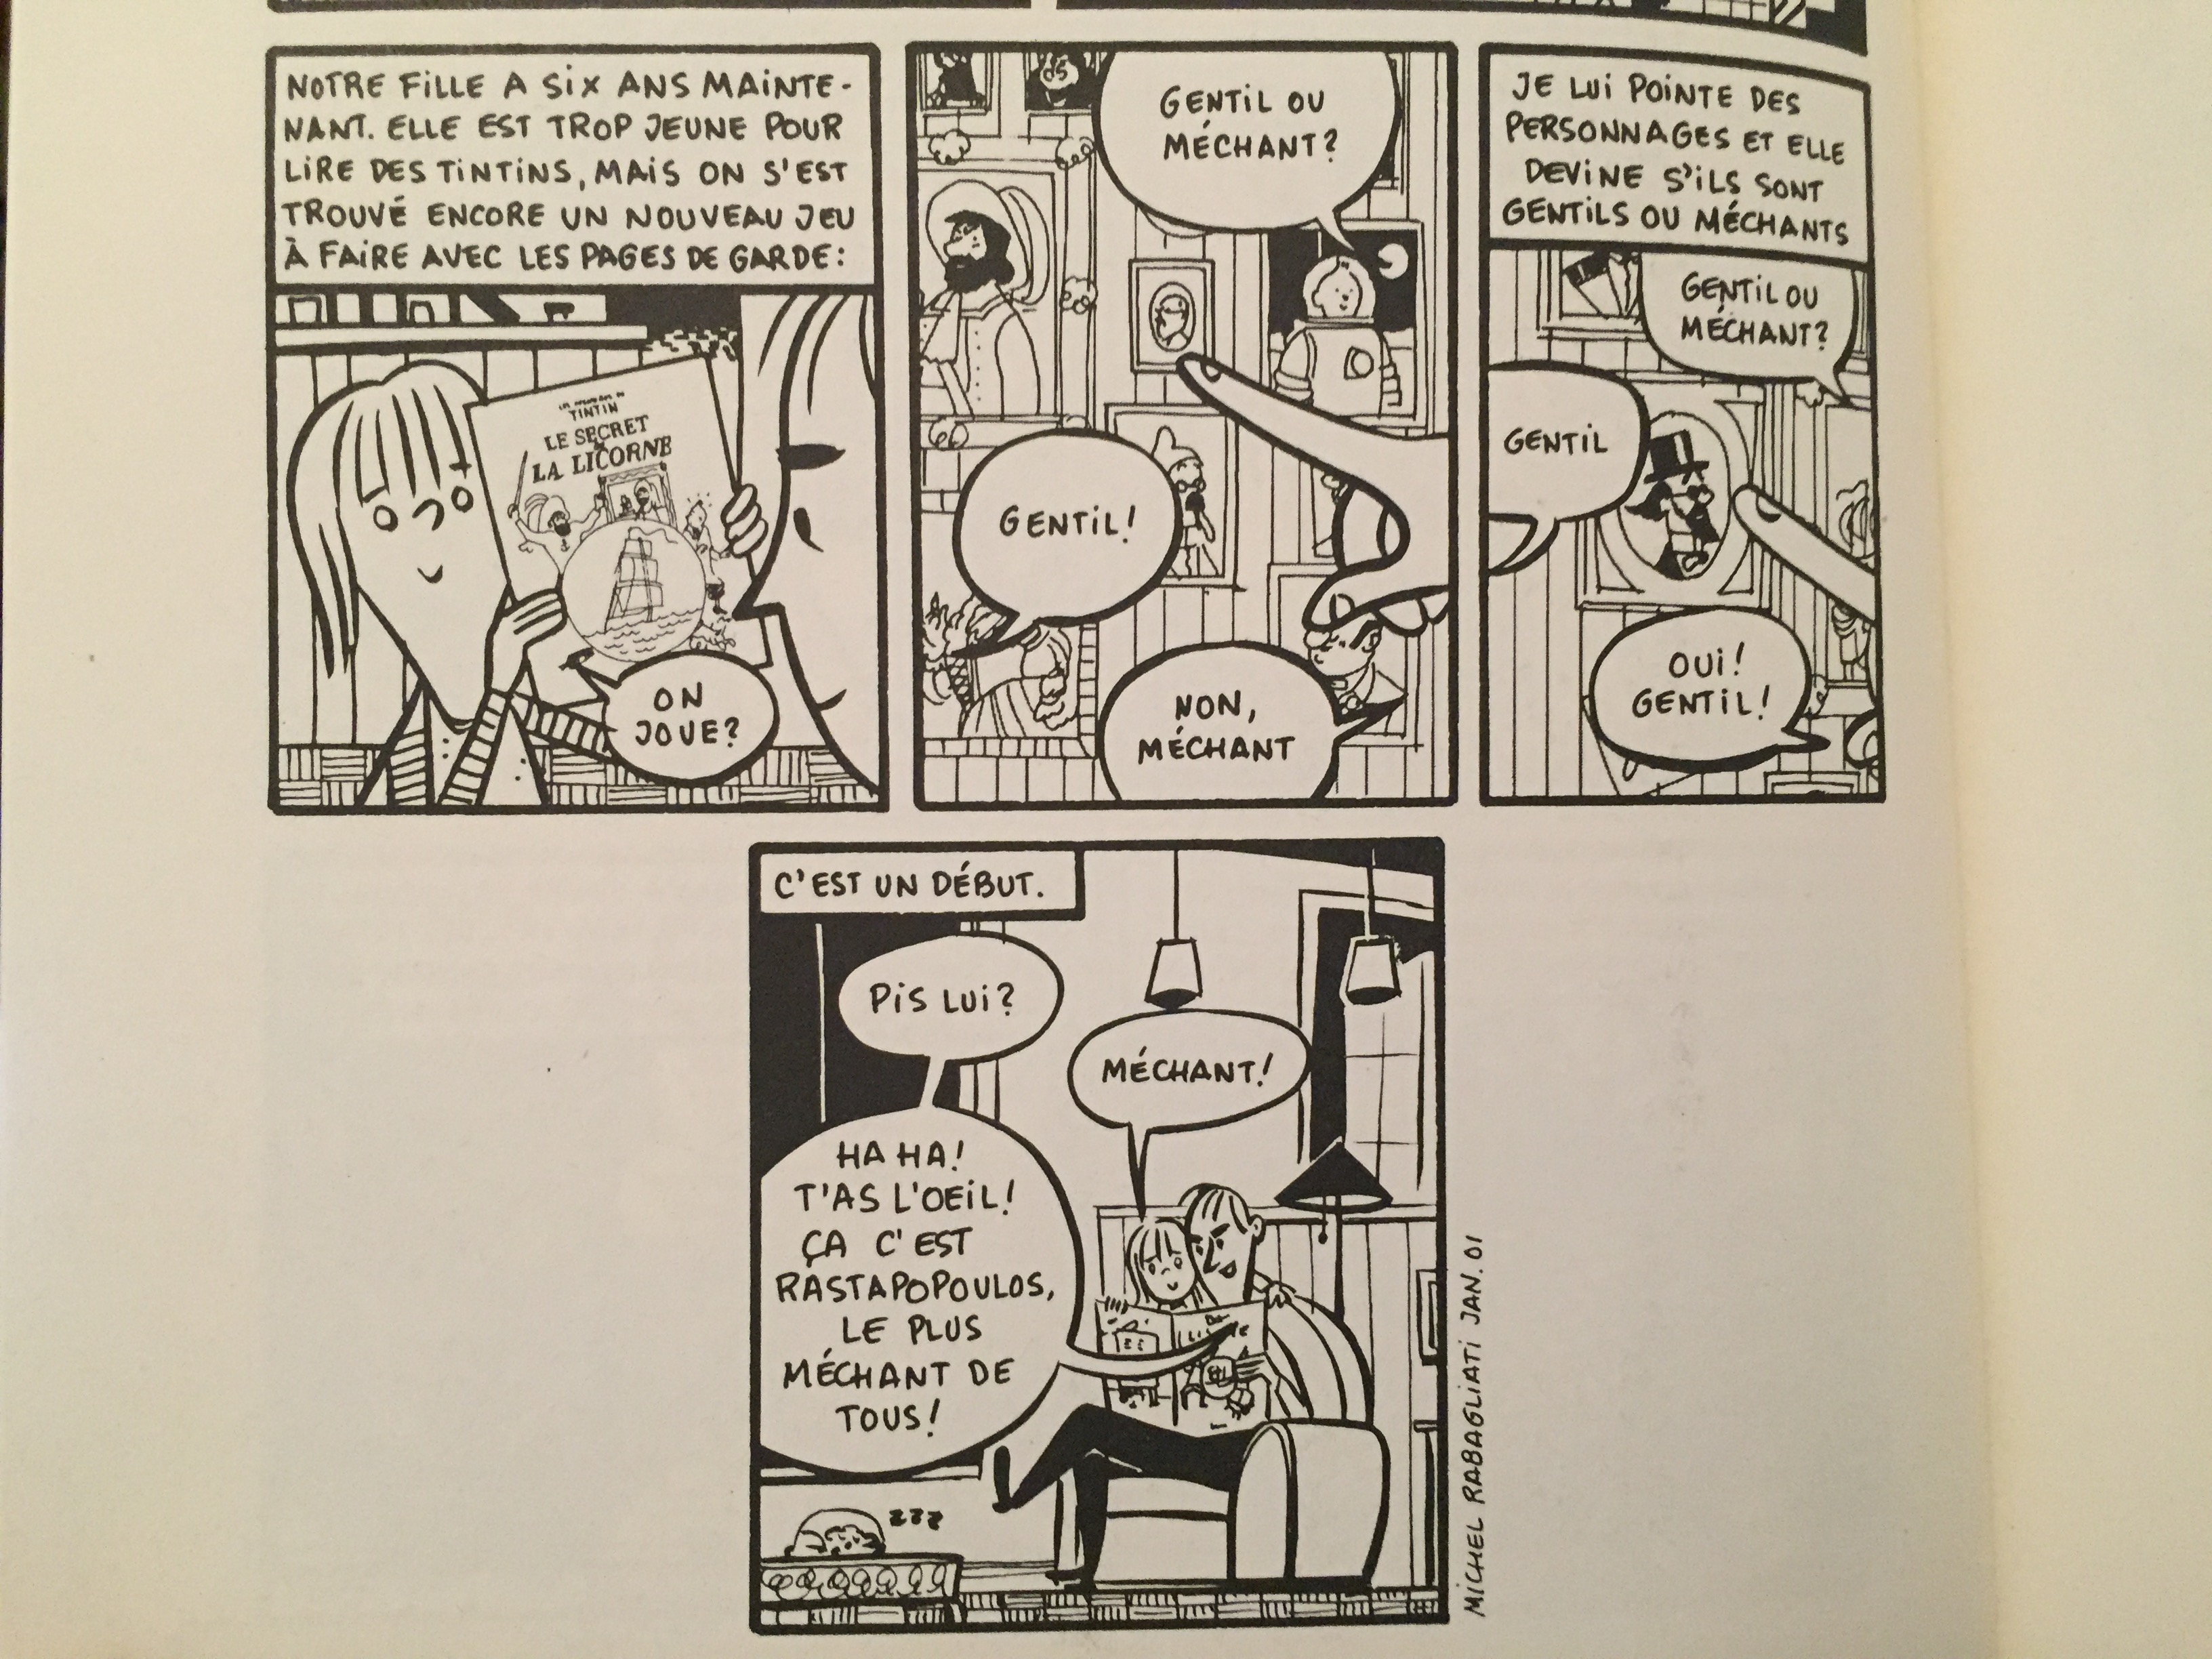 NOTRE FILLE A SIX ANS MAINTE-
NANT. ELLE EST TROP JEUNE POUR
LIRE DES TINTINS, MAIS ON S'EST
TROUVÉ ENCORE UN NOUVEAU JEU
À FAIRE AVEC LES PAGES DE GARDE:
TINTIN
LE SECRET
LA LICORNE
ON
JOUE?
GENTIL OU
MÉCHANT?
GENTIL!
NON,
MÉCHANT
JE LUI POINTE DES
PERSONNAGES ET ELLE
DEVINE S'ILS SONT
GENTILS OU MÉCHANTS
GENTIL OU
MÉCHANT?
GENTIL
OUI!
GENTIL!
C'EST UN DÉBUT.
PIS LUI?
MÉCHANT!
HA HA!
T'AS L'OEIL!
ÇA C'EST
RASTAPOPOULOS,
LE PLUS
MÉCHANT DE
TOUS!
zzz
MICHEL RABAGLIATI JAN. 01